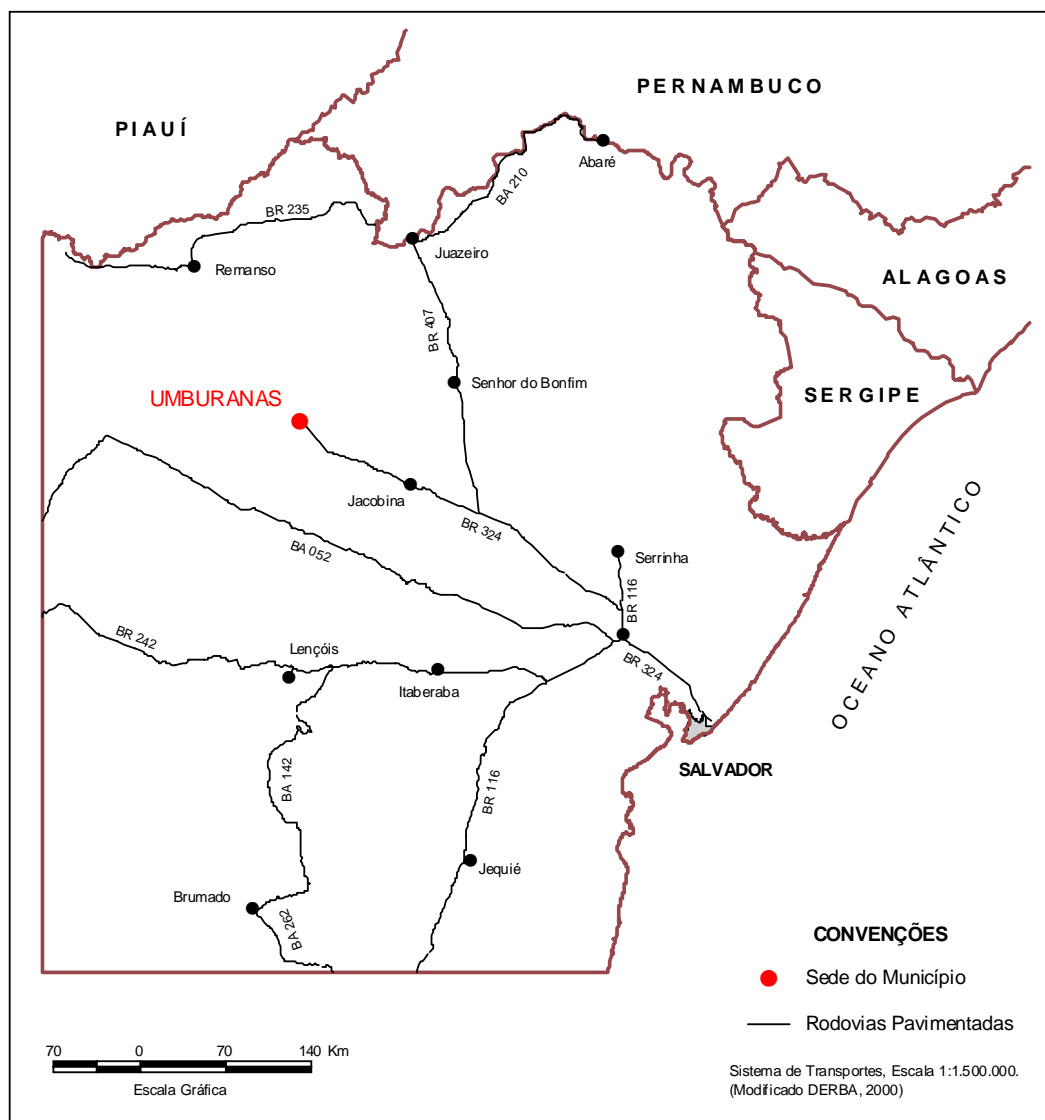 PERNAMBUCO
PIAUÍ
Abaré
BA 210
BR 235
Juazeiro
Remanso
ALAGOAS
BR 407
Senhor do Bonfim
SERGIPE
UMBURANAS
Jacobina
BR 324
OCEANO ATLÂNTICO
BA 052
Serrinha
BR 116
BR 242
Lençóis
BR 324
Itaberaba
SALVADOR
BA 142
BR 116
Jequié
Brumado
BA 262
CONVENÇÕES
Sede do Município
Rodovias Pavimentadas
70 0 70 140 Km
Escala Gráfica
Sistema de Transportes, Escala 1:1.500.000.
(Modificado DERBA, 2000)